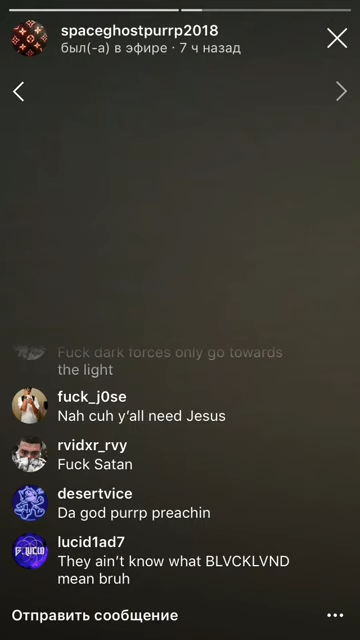 spaceghostpurrp2018
был(-а) в эфире · 7 ч назад
Fuck dark forces only go towards
the light
fuck_j0se
Nah cuh y'all need Jesus
rvidxr_rvy
Fuck Satan
desertvice
Da god purrp preachin
lucid1ad7
They ain't know what BLVCKLVND
mean bruh
Отправить сообщение